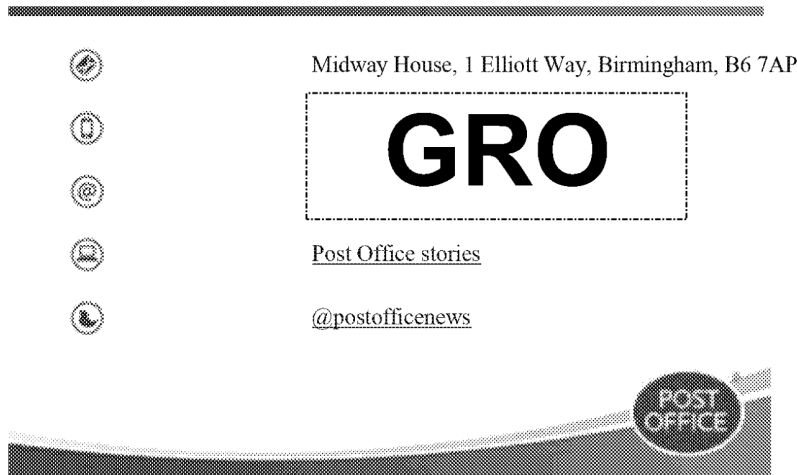 Midway House, 1 Elliott Way, Birmingham, B6 7AP
GRO
Post Office stories
@postofficenews
POST
OFFICE